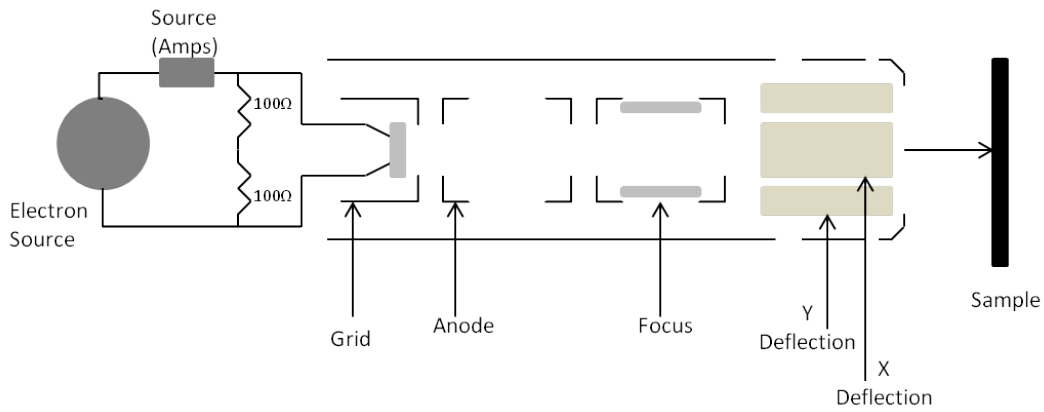 Source
(Amps)
100Ω
100Ω
Electron
Source
Grid
Anode
Focus
Y
Deflection
X
Deflection
Sample